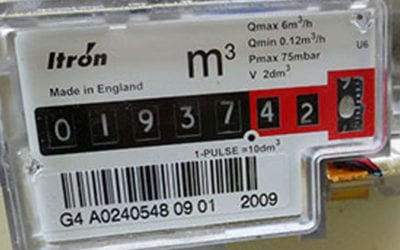 Itron
Made in England
m³
Qmax 6m³/h
Qmin 0.12m³/h
Pmax 75mbar
V 2dm³
U6
0 1 9 3 7 4 2
1-PULSE =10dm³
G4 A0240548 09 01 2009